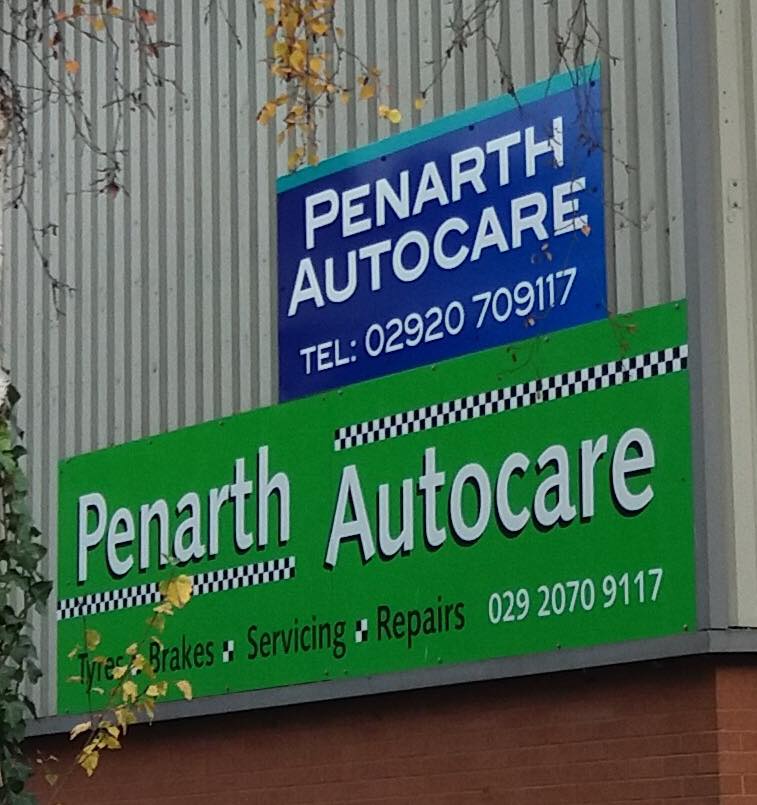 PENARTH
AUTOCARE
TEL: 02920 709117
Penarth Autocare
Tyres Brakes Servicing Repairs 029 2070 9117